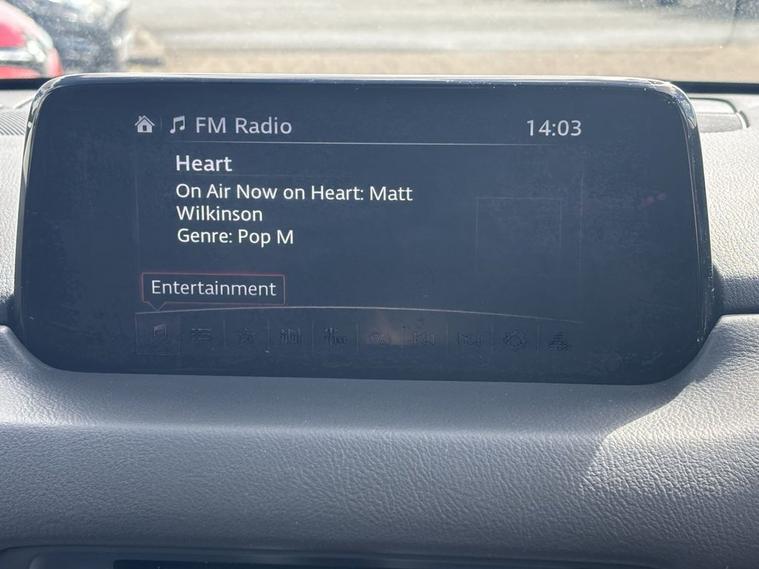 FM Radio 14:03
Heart
On Air Now on Heart: Matt
Wilkinson
Genre: Pop M
Entertainment